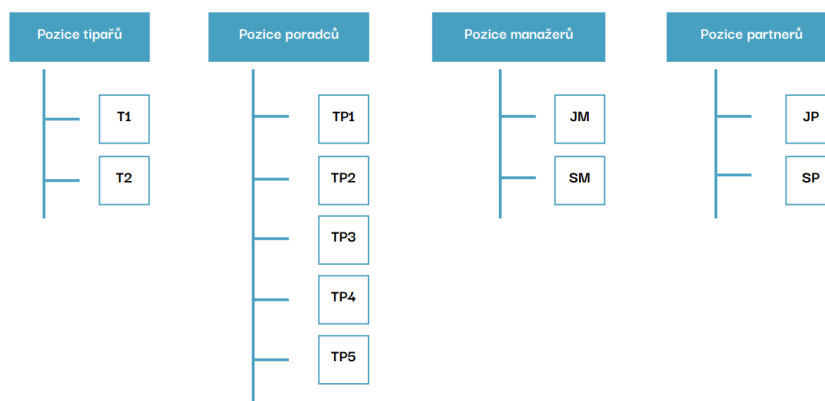 Pozice tipařů
T1
T2
Pozice poradců
TP1
TP2
TP3
TP4
TP5
Pozice manažerů
JM
SM
Pozice partnerů
JP
SP